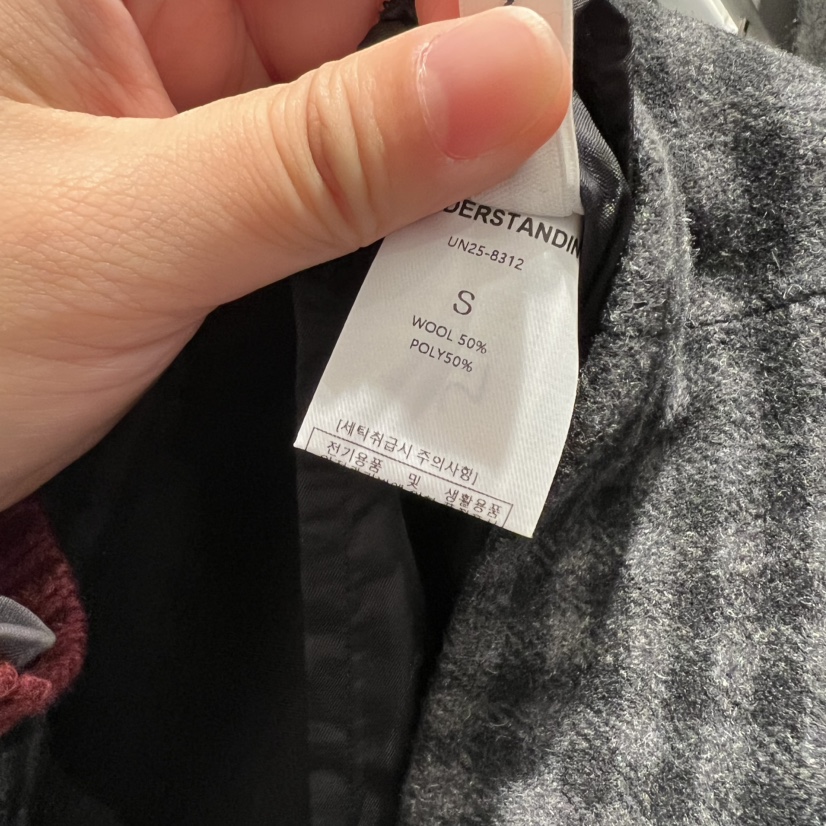 DERSTANDIN
UN25-8312
S
WOOL 50%
POLY50%
[세탁취급시 주의사항]
전기용품 및 생활용품